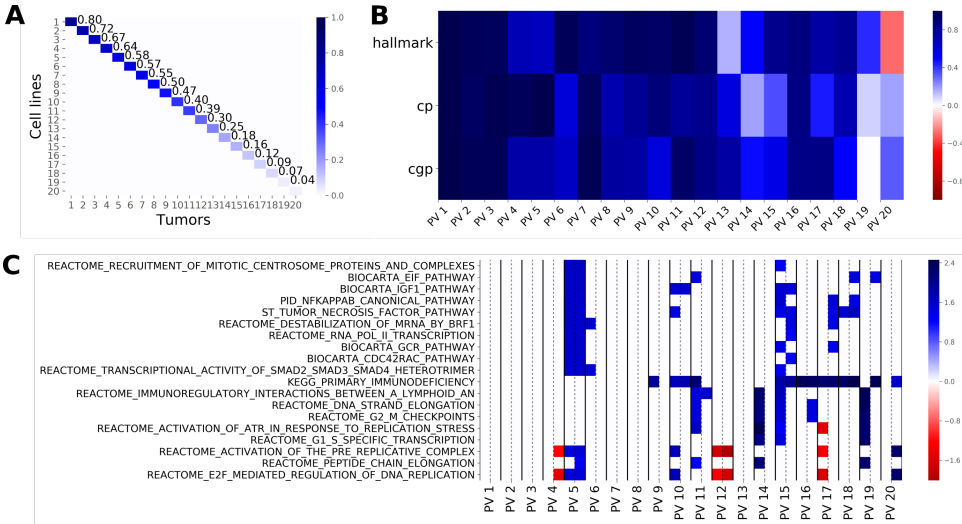 A
Cell lines
1
2
3
4
5
6
7
8
9
10
11
12
13
14
15
16
17
18
19
20
0.80
0.72
0.67
0.64
0.58
0.57
0.55
0.50
0.47
0.40
0.39
0.30
0.25
0.18
0.16
0.12
0.09
0.07
0.04
1 2 3 4 5 6 7 8 9 10 11 12 13 14 15 16 17 18 19 20
Tumors
1.0
0.8
0.6
0.4
0.2
0.0
B
hallmark
cp
cgp
PV 1 PV 2 PV 3 PV 4 PV 5 PV 6 PV 7 PV 8 PV 9 PV 10 PV 11 PV 12 PV 13 PV 14 PV 15 PV 16 PV 17 PV 18 PV 19 PV 20
0.8
0.4
0.0
−0.4
−0.8
C
REACTOME_RECRUITMENT_OF_MITOTIC_CENTROSOME_PROTEINS_AND_COMPLEXES
BIOCARTA_EIF_PATHWAY
BIOCARTA_IGF1_PATHWAY
PID_NFKAPPAB_CANONICAL_PATHWAY
ST_TUMOR_NECROSIS_FACTOR_PATHWAY
REACTOME_DESTABILIZATION_OF_MRNA_BY_BRF1
REACTOME_RNA_POL_II_TRANSCRIPTION
BIOCARTA_GCR_PATHWAY
BIOCARTA_CDC42RAC_PATHWAY
REACTOME_TRANSCRIPTIONAL_ACTIVITY_OF_SMAD2_SMAD3_SMAD4_HETEROTRIMER
KEGG_PRIMARY_IMMUNODEFICIENCY
REACTOME_IMMUNOREGULATORY_INTERACTIONS_BETWEEN_A_LYMPHOID_AN
REACTOME_DNA_STRAND_ELONGATION
REACTOME_G2_M_CHECKPOINTS
REACTOME_ACTIVATION_OF_ATR_IN_RESPONSE_TO_REPLICATION_STRESS
REACTOME_G1_S_SPECIFIC_TRANSCRIPTION
REACTOME_ACTIVATION_OF_THE_PRE_REPLICATIVE_COMPLEX
REACTOME_PEPTIDE_CHAIN_ELONGATION
REACTOME_E2F_MEDIATED_REGULATION_OF_DNA_REPLICATION
PV 1 PV 2 PV 3 PV 4 PV 5 PV 6 PV 7 PV 8 PV 9 PV 10 PV 11 PV 12 PV 13 PV 14 PV 15 PV 16 PV 17 PV 18 PV 19 PV 20
2.4
1.6
0.8
0.0
−0.8
−1.6